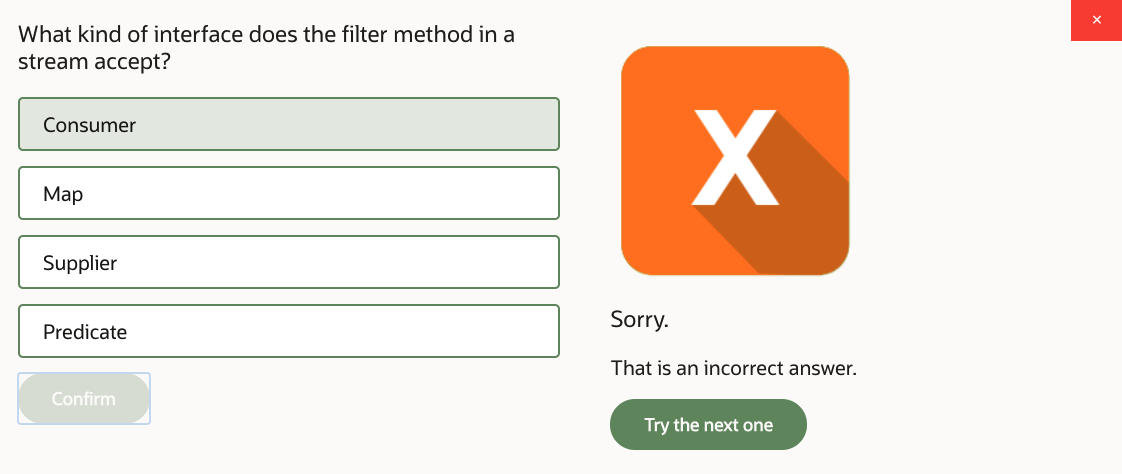 What kind of interface does the filter method in a
stream accept?
Consumer
Map
Supplier
Predicate
Confirm
×
X
Sorry.
That is an incorrect answer.
Try the next one